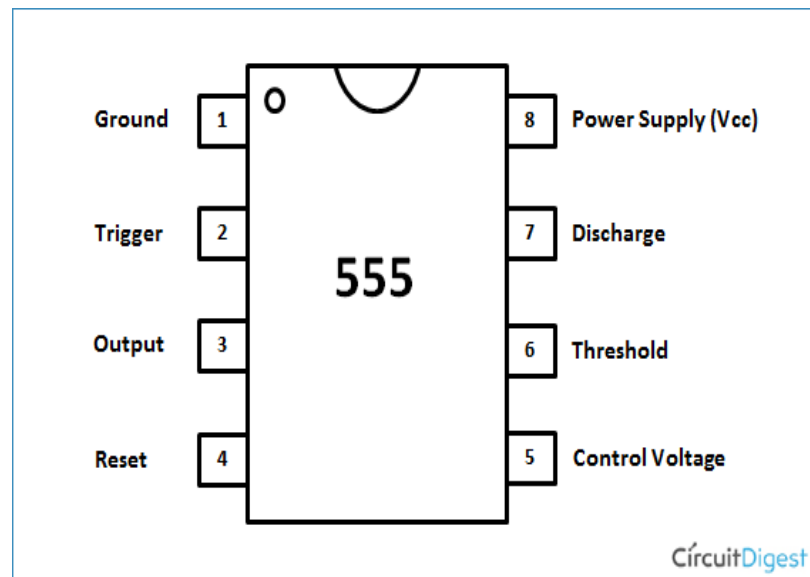 Ground 1 8 Power Supply (Vcc)
Trigger 2 7 Discharge
555
Output 3 6 Threshold
Reset 4 5 Control Voltage
CircuitDigest